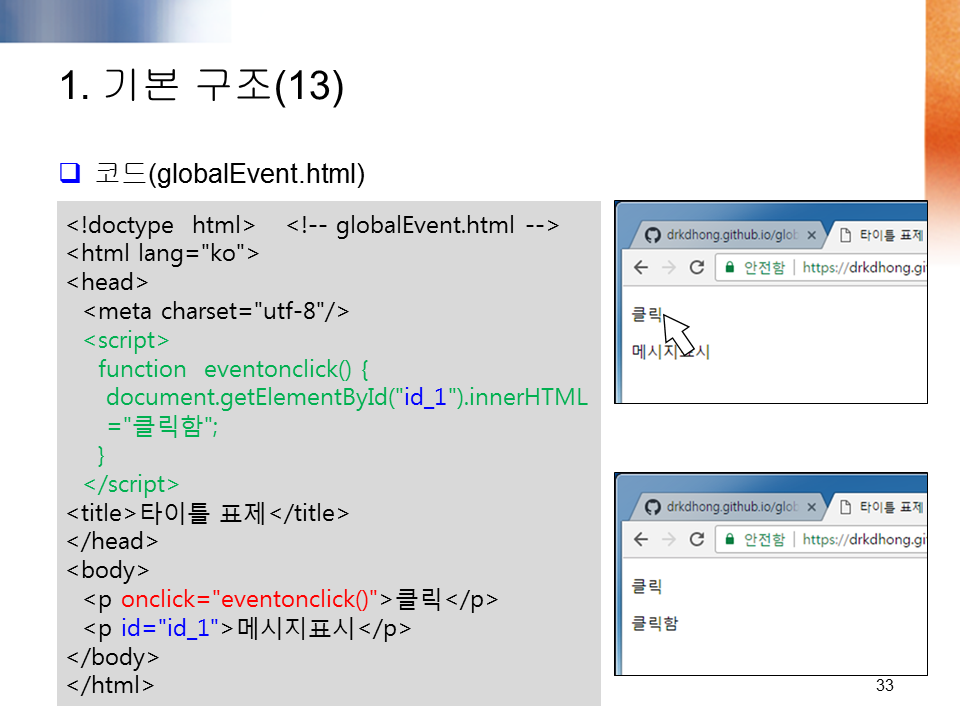 1. 기본 구조(13)
코드(globalEvent.html)
<!doctype html> <!-- globalEvent.html -->
<html lang="ko">
<head>
<meta charset="utf-8"/>
<script>
function eventonclick() {
document.getElementById("id_1").innerHTML
="클릭함";
}
</script>
<title>타이틀 표제</title>
</head>
<body>
<p onclick="eventonclick()">클릭</p>
<p id="id_1">메시지표시</p>
</body>
</html>
drkdhong.github.io/glob × 타이틀 표제
안전함 | https://drkdhong.gi
클릭
메시지표시
drkdhong.github.io/glob × 타이틀 표제
안전함 | https://drkdhong.gi
클릭
클릭함
33